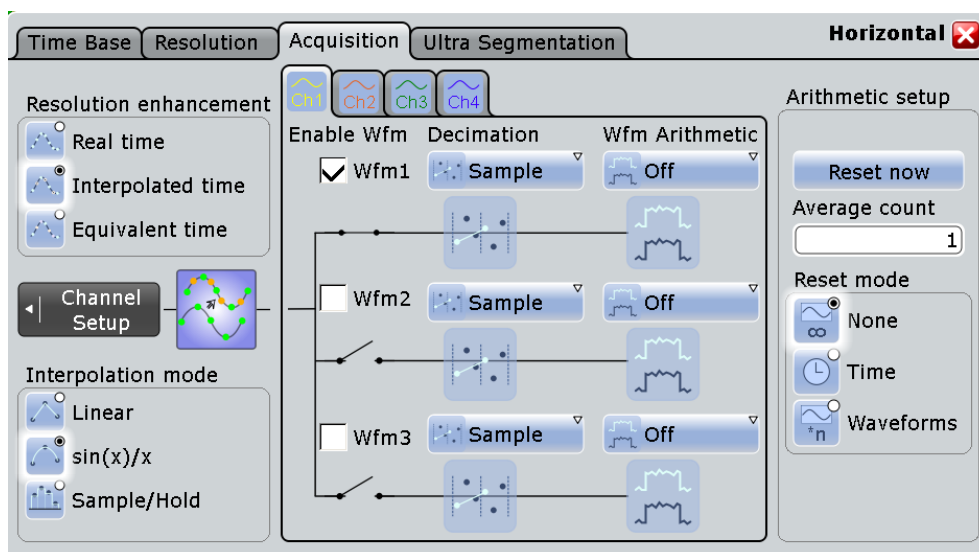 Time Base
Resolution
Acquisition
Ultra Segmentation
Horizontal
Resolution enhancement
Real time
Interpolated time
Equivalent time
Channel
Setup
Interpolation mode
Linear
sin(x)/x
Sample/Hold
Ch1
Ch2
Ch3
Ch4
Enable Wfm
Decimation
Wfm Arithmetic
Wfm1
Sample
Off
Wfm2
Sample
Off
Wfm3
Sample
Off
Arithmetic setup
Reset now
Average count
1
Reset mode
∞
None
Time
*n
Waveforms